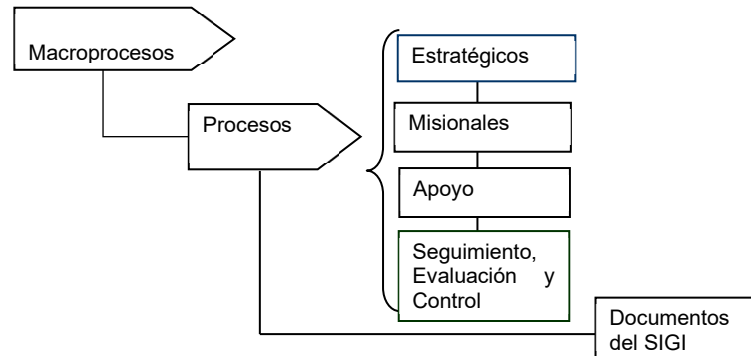 Macroprocesos
Procesos
Estratégicos
Misionales
Apoyo
Seguimiento,
Evaluación y
Control
Documentos
del SIGI